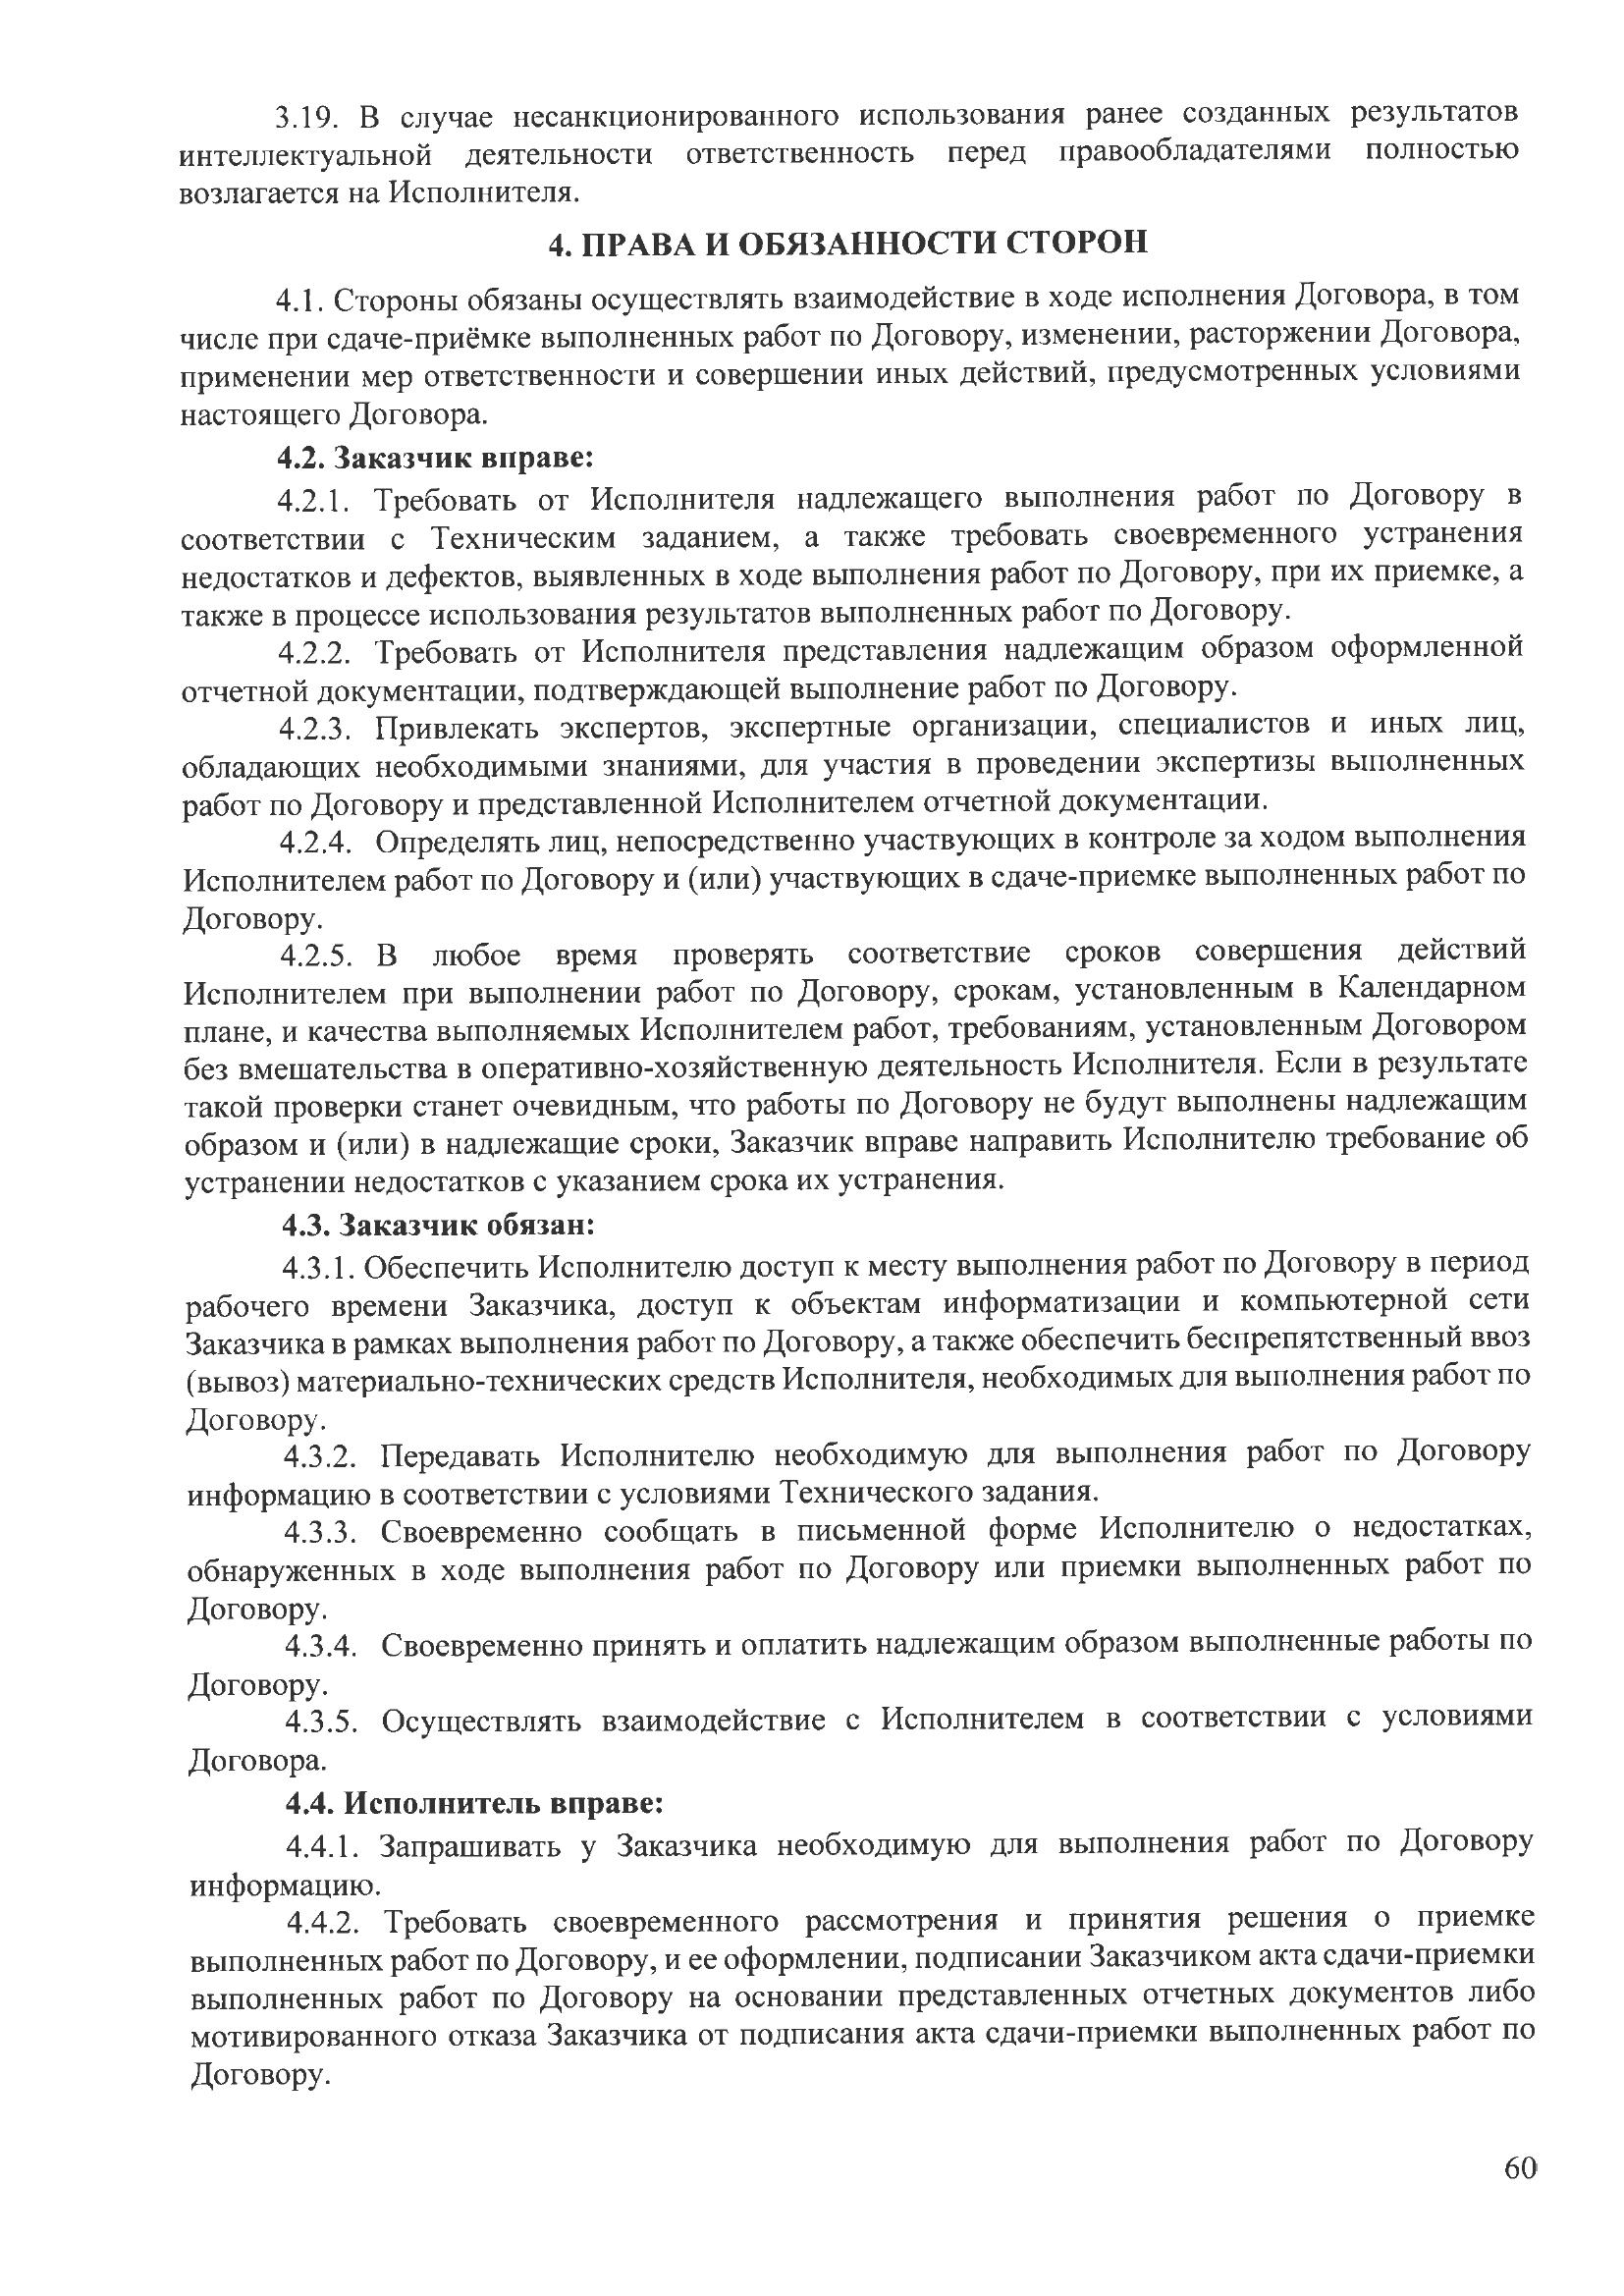 3.19. В случае несанкционированного использования ранее созданных результатов
интеллектуальной деятельности ответственность перед правообладателями полностью
возлагается на Исполнителя.
4. ПРАВА И ОБЯЗАННОСТИ СТОРОН
4.1. Стороны обязаны осуществлять взаимодействие в ходе исполнения Договора, в том
числе при сдаче-приёмке выполненных работ по Договору, изменении, расторжении Договора,
применении мер ответственности и совершении иных действий, предусмотренных условиями
настоящего Договора.
4.2. Заказчик вправе:
4.2.1. Требовать от Исполнителя надлежащего выполнения работ по Договору в
соответствии с Техническим заданием, а также требовать своевременного устранения
недостатков и дефектов, выявленных в ходе выполнения работ по Договору, при их приемке, а
также в процессе использования результатов выполненных работ по Договору.
4.2.2. Требовать от Исполнителя представления надлежащим образом оформленной
отчетной документации, подтверждающей выполнение работ по Договору.
4.2.3. Привлекать экспертов, экспертные организации, специалистов и иных лиц,
обладающих необходимыми знаниями, для участия в проведении экспертизы выполненных
работ по Договору и представленной Исполнителем отчетной документации.
4.2.4. Определять лиц, непосредственно участвующих в контроле за ходом выполнения
Исполнителем работ по Договору и (или) участвующих в сдаче-приемке выполненных работ по
Договору.
4.2.5. В любое время проверять соответствие сроков совершения действий
Исполнителем при выполнении работ по Договору, срокам, установленным в Календарном
плане, и качества выполняемых Исполнителем работ, требованиям, установленным Договором
без вмешательства в оперативно-хозяйственную деятельность Исполнителя. Если в результате
такой проверки станет очевидным, что работы по Договору не будут выполнены надлежащим
образом и (или) в надлежащие сроки, Заказчик вправе направить Исполнителю требование об
устранении недостатков с указанием срока их устранения.
4.3. Заказчик обязан:
4.3.1. Обеспечить Исполнителю доступ к месту выполнения работ по Договору в период
рабочего времени Заказчика, доступ к объектам информатизации и компьютерной сети
Заказчика в рамках выполнения работ по Договору, а также обеспечить беспрепятственный ввоз
(вывоз) материально-технических средств Исполнителя, необходимых для выполнения работ по
Договору.
4.3.2. Передавать Исполнителю необходимую для выполнения работ по Договору
информацию в соответствии с условиями Технического задания.
4.3.3. Своевременно сообщать в письменной форме Исполнителю о недостатках,
обнаруженных в ходе выполнения работ по Договору или приемки выполненных работ по
Договору.
4.3.4. Своевременно принять и оплатить надлежащим образом выполненные работы по
Договору.
4.3.5. Осуществлять взаимодействие с Исполнителем в соответствии с условиями
Договора.
4.4. Исполнитель вправе:
4.4.1. Запрашивать у Заказчика необходимую для выполнения работ по Договору
информацию.
4.4.2. Требовать своевременного рассмотрения и принятия решения о приемке
выполненных работ по Договору, и ее оформлении, подписании Заказчиком акта сдачи-приемки
выполненных работ по Договору на основании представленных отчетных документов либо
мотивированного отказа Заказчика от подписания акта сдачи-приемки выполненных работ по
Договору.
60